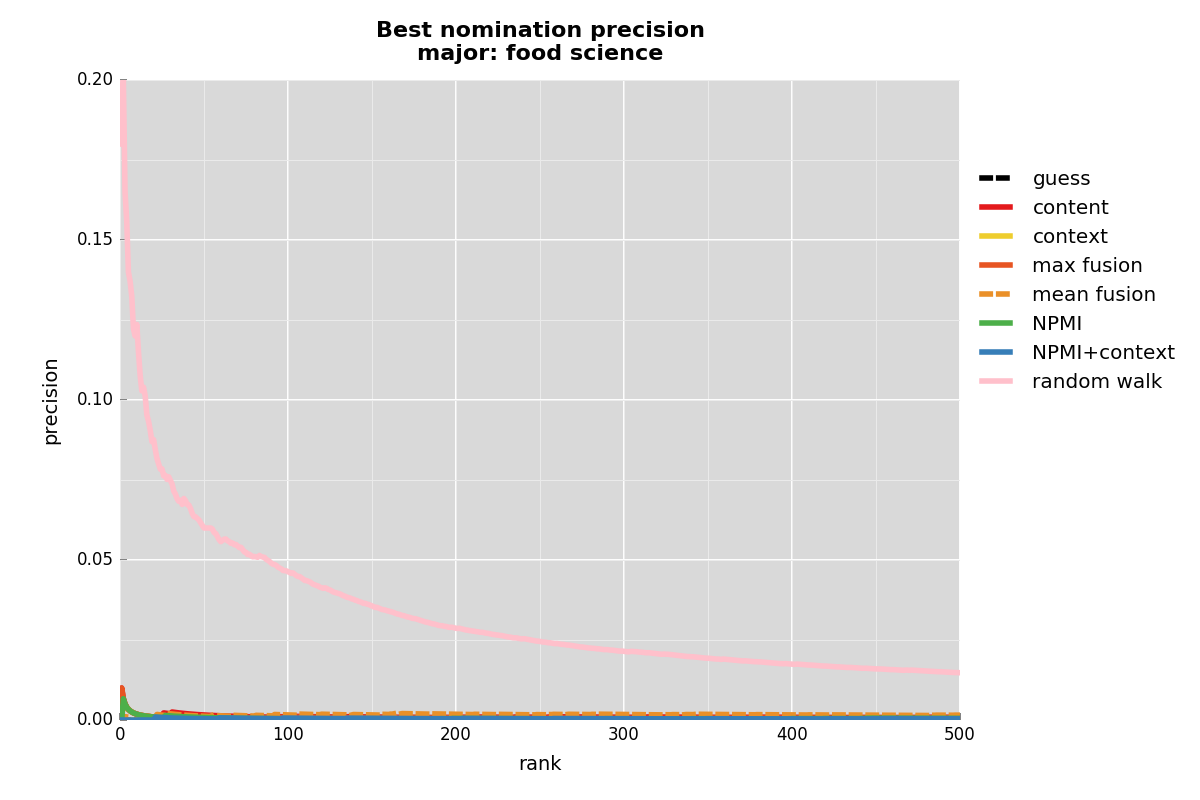 Best nomination precision
major: food science
0.20
0.15
0.10
0.05
0.00
precision
0 100 200 300 400 500
rank
guess
content
context
max fusion
mean fusion
NPMI
NPMI+context
random walk